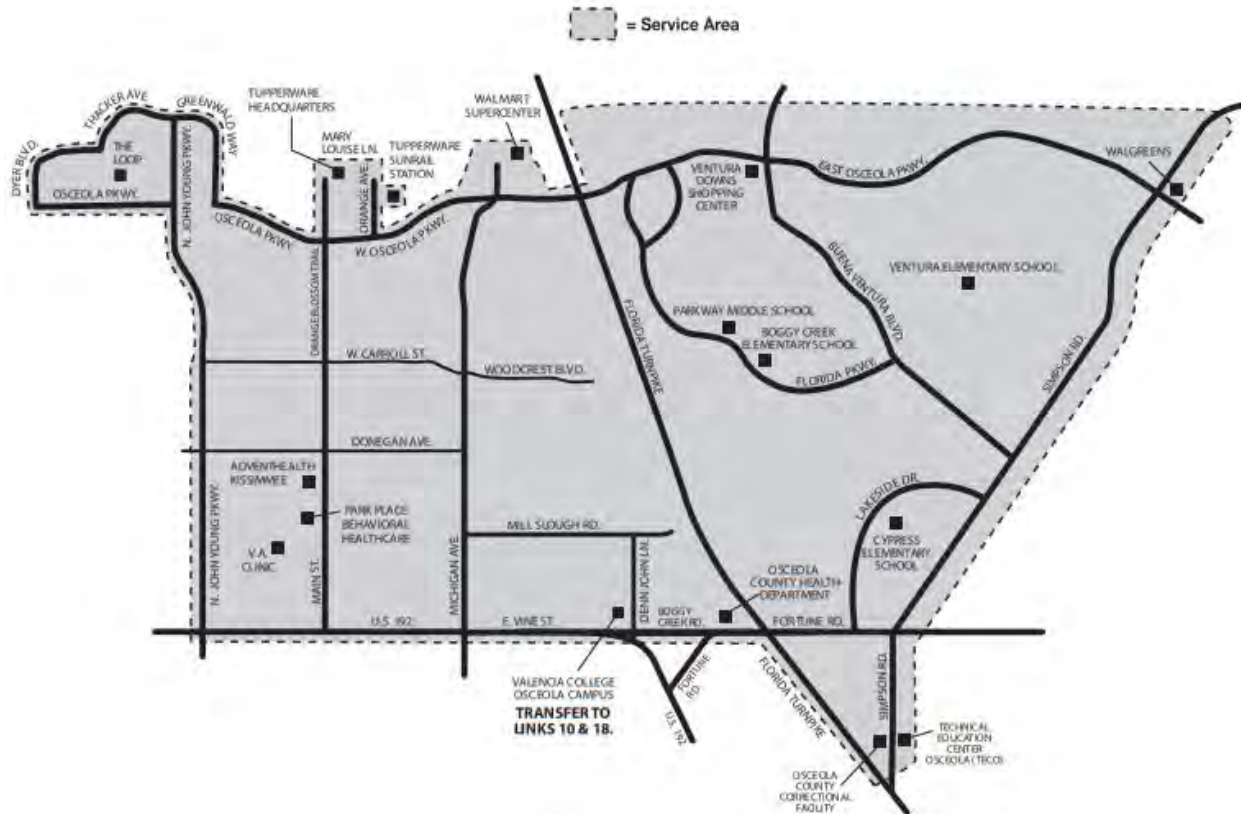 = Service Area
DYER BLVD.
THACKER AVE.
GREENWALD WAY
THE
LOOP
OSCEOLA PKWY.
N. JOHN YOUNG PKWY.
TUPPERWARE
HEADQUARTERS
MARY
LOUISE LN.
TUPPERWARE
SUNRAIL
STATION
ORANGE AVE.
WALMART
SUPERCENTER
OSCEOLA PKWY.
W. OSCEOLA PKWY.
VENTURA
DOWNS
SHOPPING
CENTER
EAST OSCEOLA PKWY.
WALGREENS
ORANGE BLOSSOM TRAIL
FLORIDA TURNPIKE
BUENA VENTURA BLVD.
VENTURA ELEMENTARY SCHOOL
PARKWAY MIDDLE SCHOOL
BOGGY CREEK
ELEMENTARY SCHOOL
FLORIDA PKWY.
SIMPSON RD.
W. CARROLL ST.
WOODCREST BLVD.
DONEGAN AVE.
ADVENTHEALTH
KISSIMMEE
PARK PLACE
BEHAVIORAL
HEALTHCARE
V.A.
CLINIC
N. JOHN YOUNG PKWY.
MAIN ST.
MICHIGAN AVE.
MILL SLOUGH RD.
DENN JOHN LN.
LAKESIDE DR.
CYPRESS
ELEMENTARY
SCHOOL
OSCEOLA
COUNTY HEALTH
DEPARTMENT
U.S. 192
E. VINE ST.
BOGGY
CREEK RD.
FORTUNE RD.
VALENCIA COLLEGE
OSCEOLA CAMPUS
TRANSFER TO
LINKS 10 & 18.
FORTUNE
RD.
U.S. 192
FLORIDA TURNPIKE
SIMPSON RD.
TECHNICAL
EDUCATION
CENTER
OSCEOLA (TECO)
OSCEOLA
COUNTY
CORRECTIONAL
FACILITY